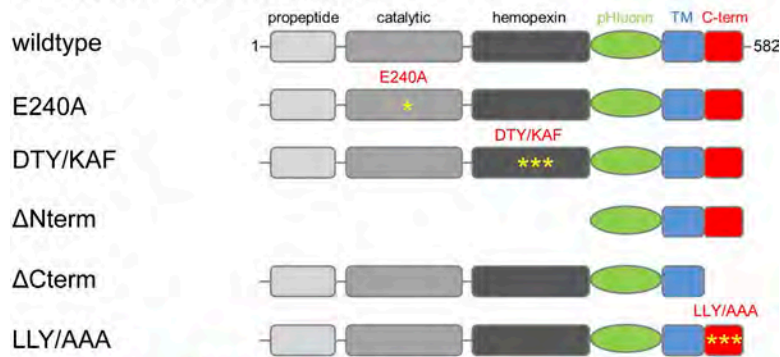 propeptide catalytic hemopexin pHluorin TM C-term
wildtype 1 582
E240A
E240A *
DTY/KAF
DTY/KAF ***
ΔNterm
ΔCterm
LLY/AAA
LLY/AAA ***